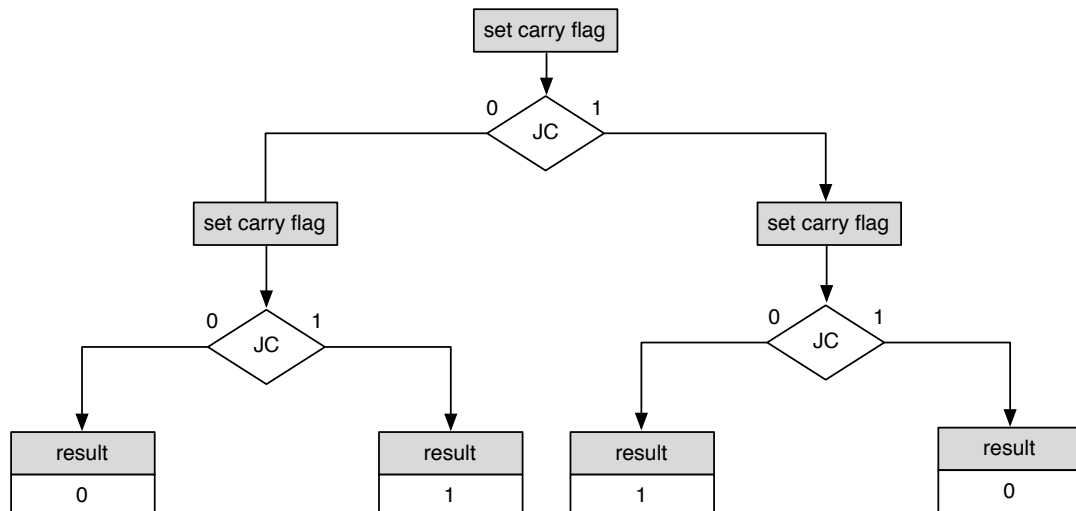 set carry flag
0 1
JC
set carry flag set carry flag
0 1 0 1
JC JC
result result result result
0 1 1 0